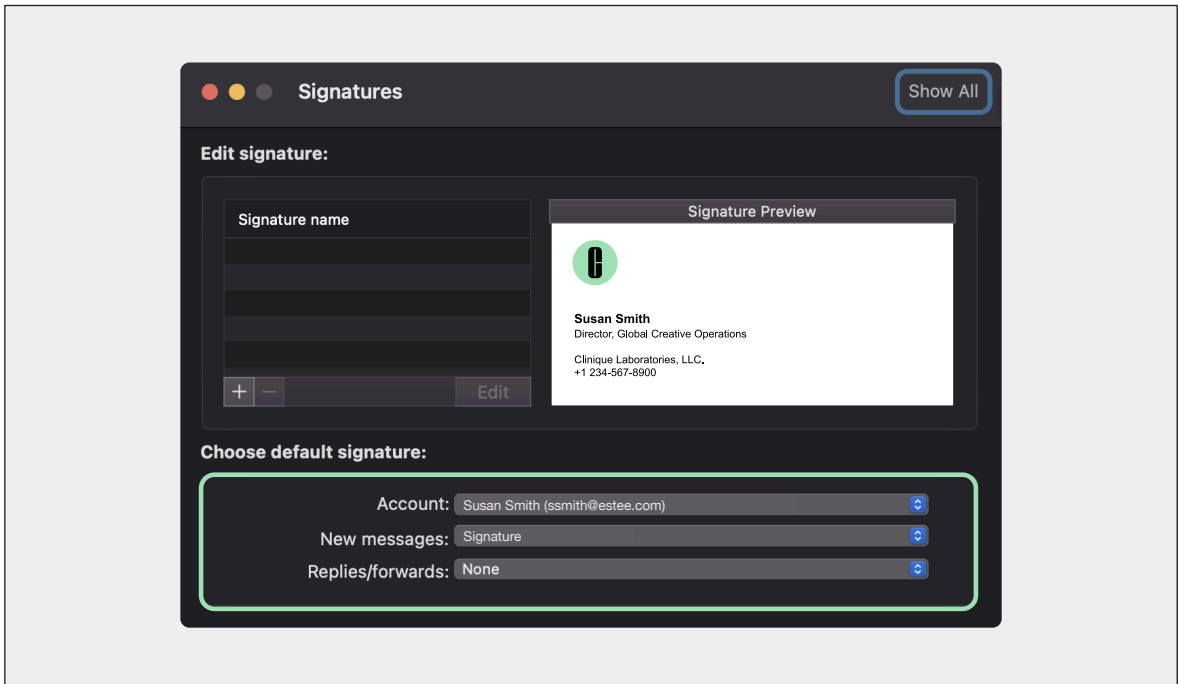 Signatures
Show All
Edit signature:
Signature name
Signature Preview
C
Susan Smith
Director, Global Creative Operations
Clinique Laboratories, LLC.
+1 234-567-8900
+ −
Edit
Choose default signature:
Account: Susan Smith (ssmith@estee.com)
New messages: Signature
Replies/forwards: None